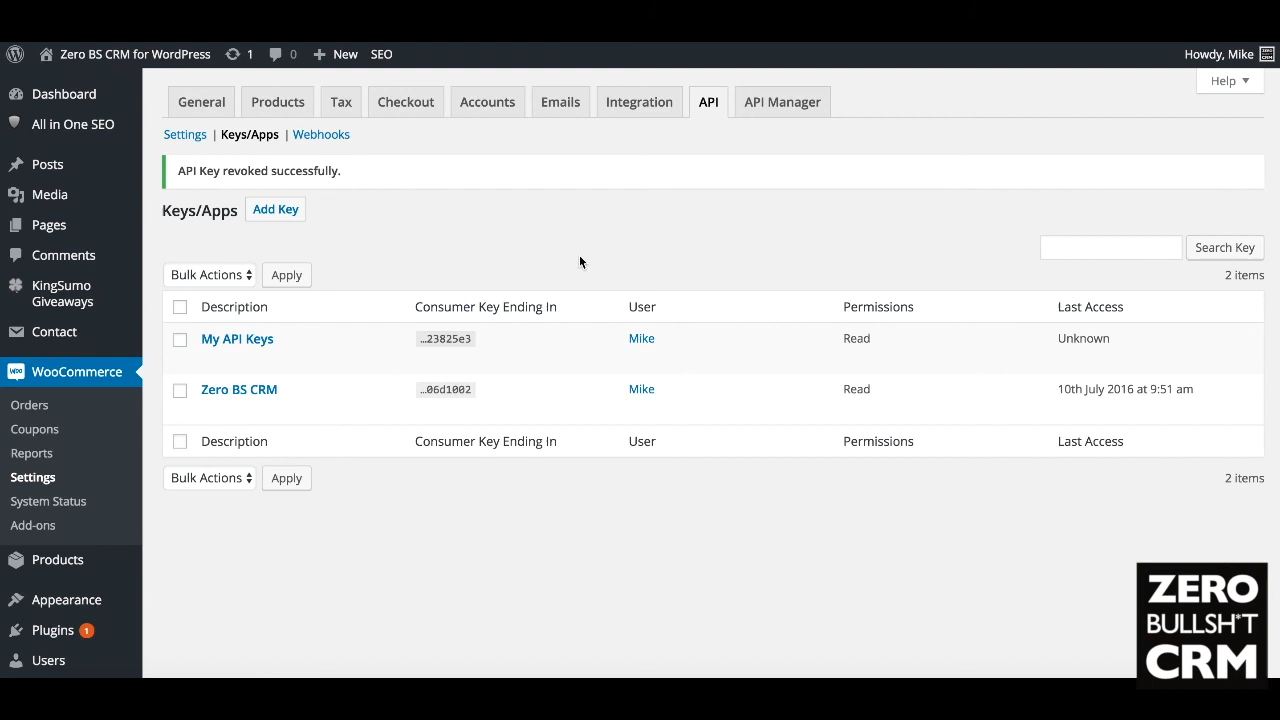 Zero BS CRM for WordPress 1 0 New SEO Howdy, Mike ZERO CRM
Help
Dashboard
All in One SEO
Posts
Media
Pages
Comments
KingSumo
Giveaways
Contact
WooCommerce
Orders
Coupons
Reports
Settings
System Status
Add-ons
Products
Appearance
Plugins 1
Users
General Products Tax Checkout Accounts Emails Integration API API Manager
Settings | Keys/Apps | Webhooks
API Key revoked successfully.
Keys/Apps Add Key
Search Key
Bulk Actions Apply 2 items
Description Consumer Key Ending In User Permissions Last Access
My API Keys …23825e3 Mike Read Unknown
Zero BS CRM …06d1002 Mike Read 10th July 2016 at 9:51 am
Description Consumer Key Ending In User Permissions Last Access
Bulk Actions Apply 2 items
ZERO
BULLSH*T
CRM